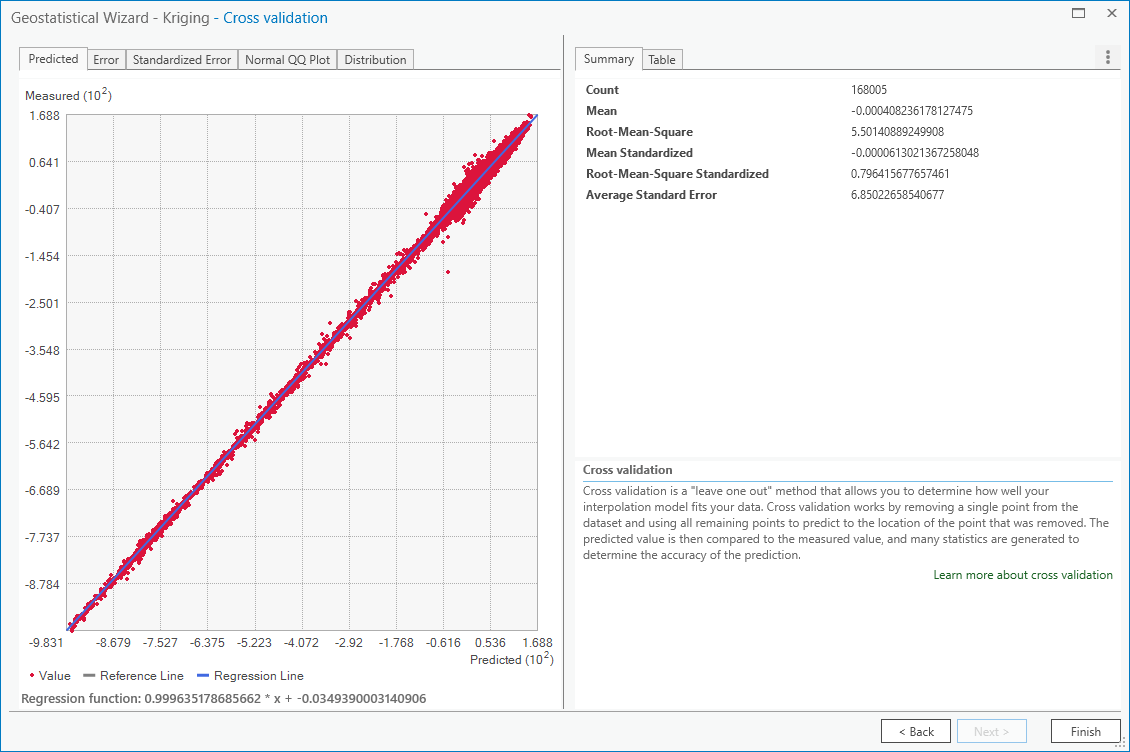 Geostatistical Wizard - Kriging - Cross validation
Predicted
Error
Standardized Error
Normal QQ Plot
Distribution
Measured (10²)
1.688
0.641
-0.407
-1.454
-2.501
-3.548
-4.595
-5.642
-6.689
-7.737
-8.784
-9.831
-8.679
-7.527
-6.375
-5.223
-4.072
-2.92
-1.768
-0.616
0.536
1.688
Predicted (10²)
Value
Reference Line
Regression Line
Regression function: 0.999635178685662 * x + -0.0349390003140906
Summary
Table
Count 168005
Mean -0.000408236178127475
Root-Mean-Square 5.50140889249908
Mean Standardized -0.0000613021367258048
Root-Mean-Square Standardized 0.796415677657461
Average Standard Error 6.85022658540677
Cross validation
Cross validation is a "leave one out" method that allows you to determine how well your
interpolation model fits your data. Cross validation works by removing a single point from the
dataset and using all remaining points to predict to the location of the point that was removed. The
predicted value is then compared to the measured value, and many statistics are generated to
determine the accuracy of the prediction.
Learn more about cross validation
< Back
Next >
Finish